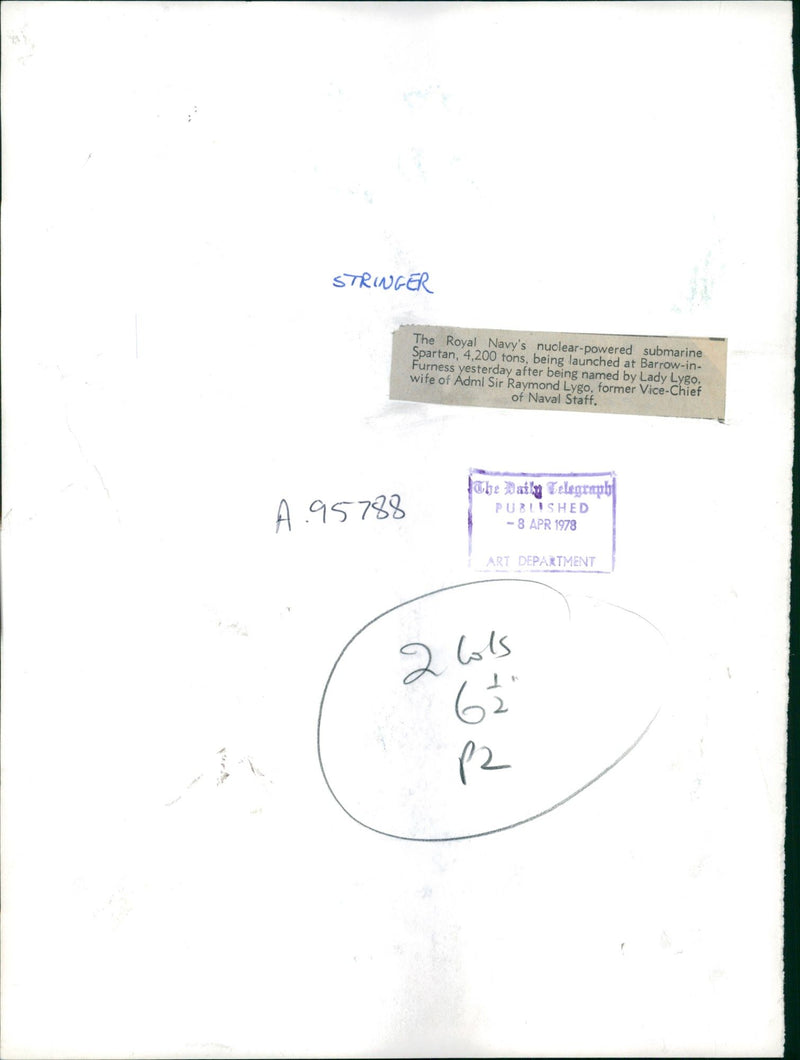 STRINGER
The Royal Navy's nuclear-powered submarine
Spartan, 4,200 tons, being launched at Barrow-in-
Furness yesterday after being named by Lady Lygo.
wife of Adml Sir Raymond Lygo, former Vice-Chief
of Naval Staff.
A.95788
The Daily Telegraph
PUBLISHED
- 8 APR 1978
ART DEPARTMENT
2 cols
6 1/2"
P2